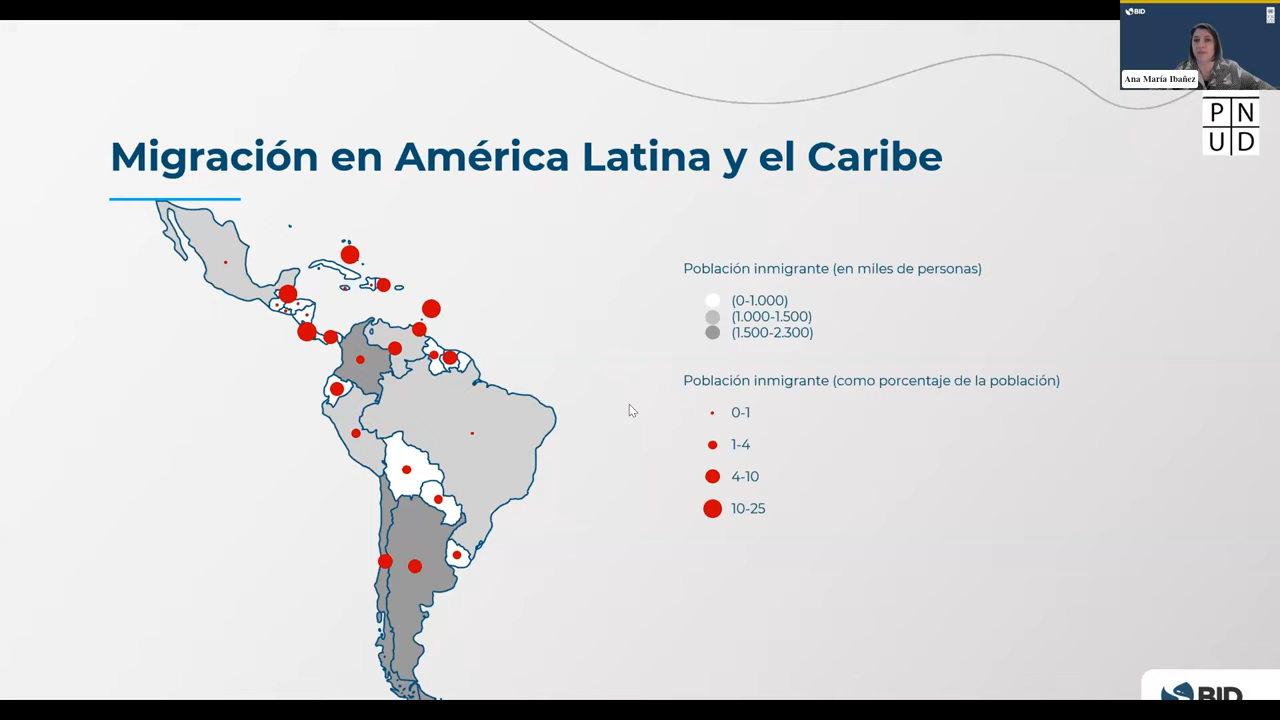 BID
Ana María Ibañez
P N
U D
Migración en América Latina y el Caribe
Población inmigrante (en miles de personas)
(0-1.000)
(1.000-1.500)
(1.500-2.300)
Población inmigrante (como porcentaje de la población)
0-1
1-4
4-10
10-25
BID